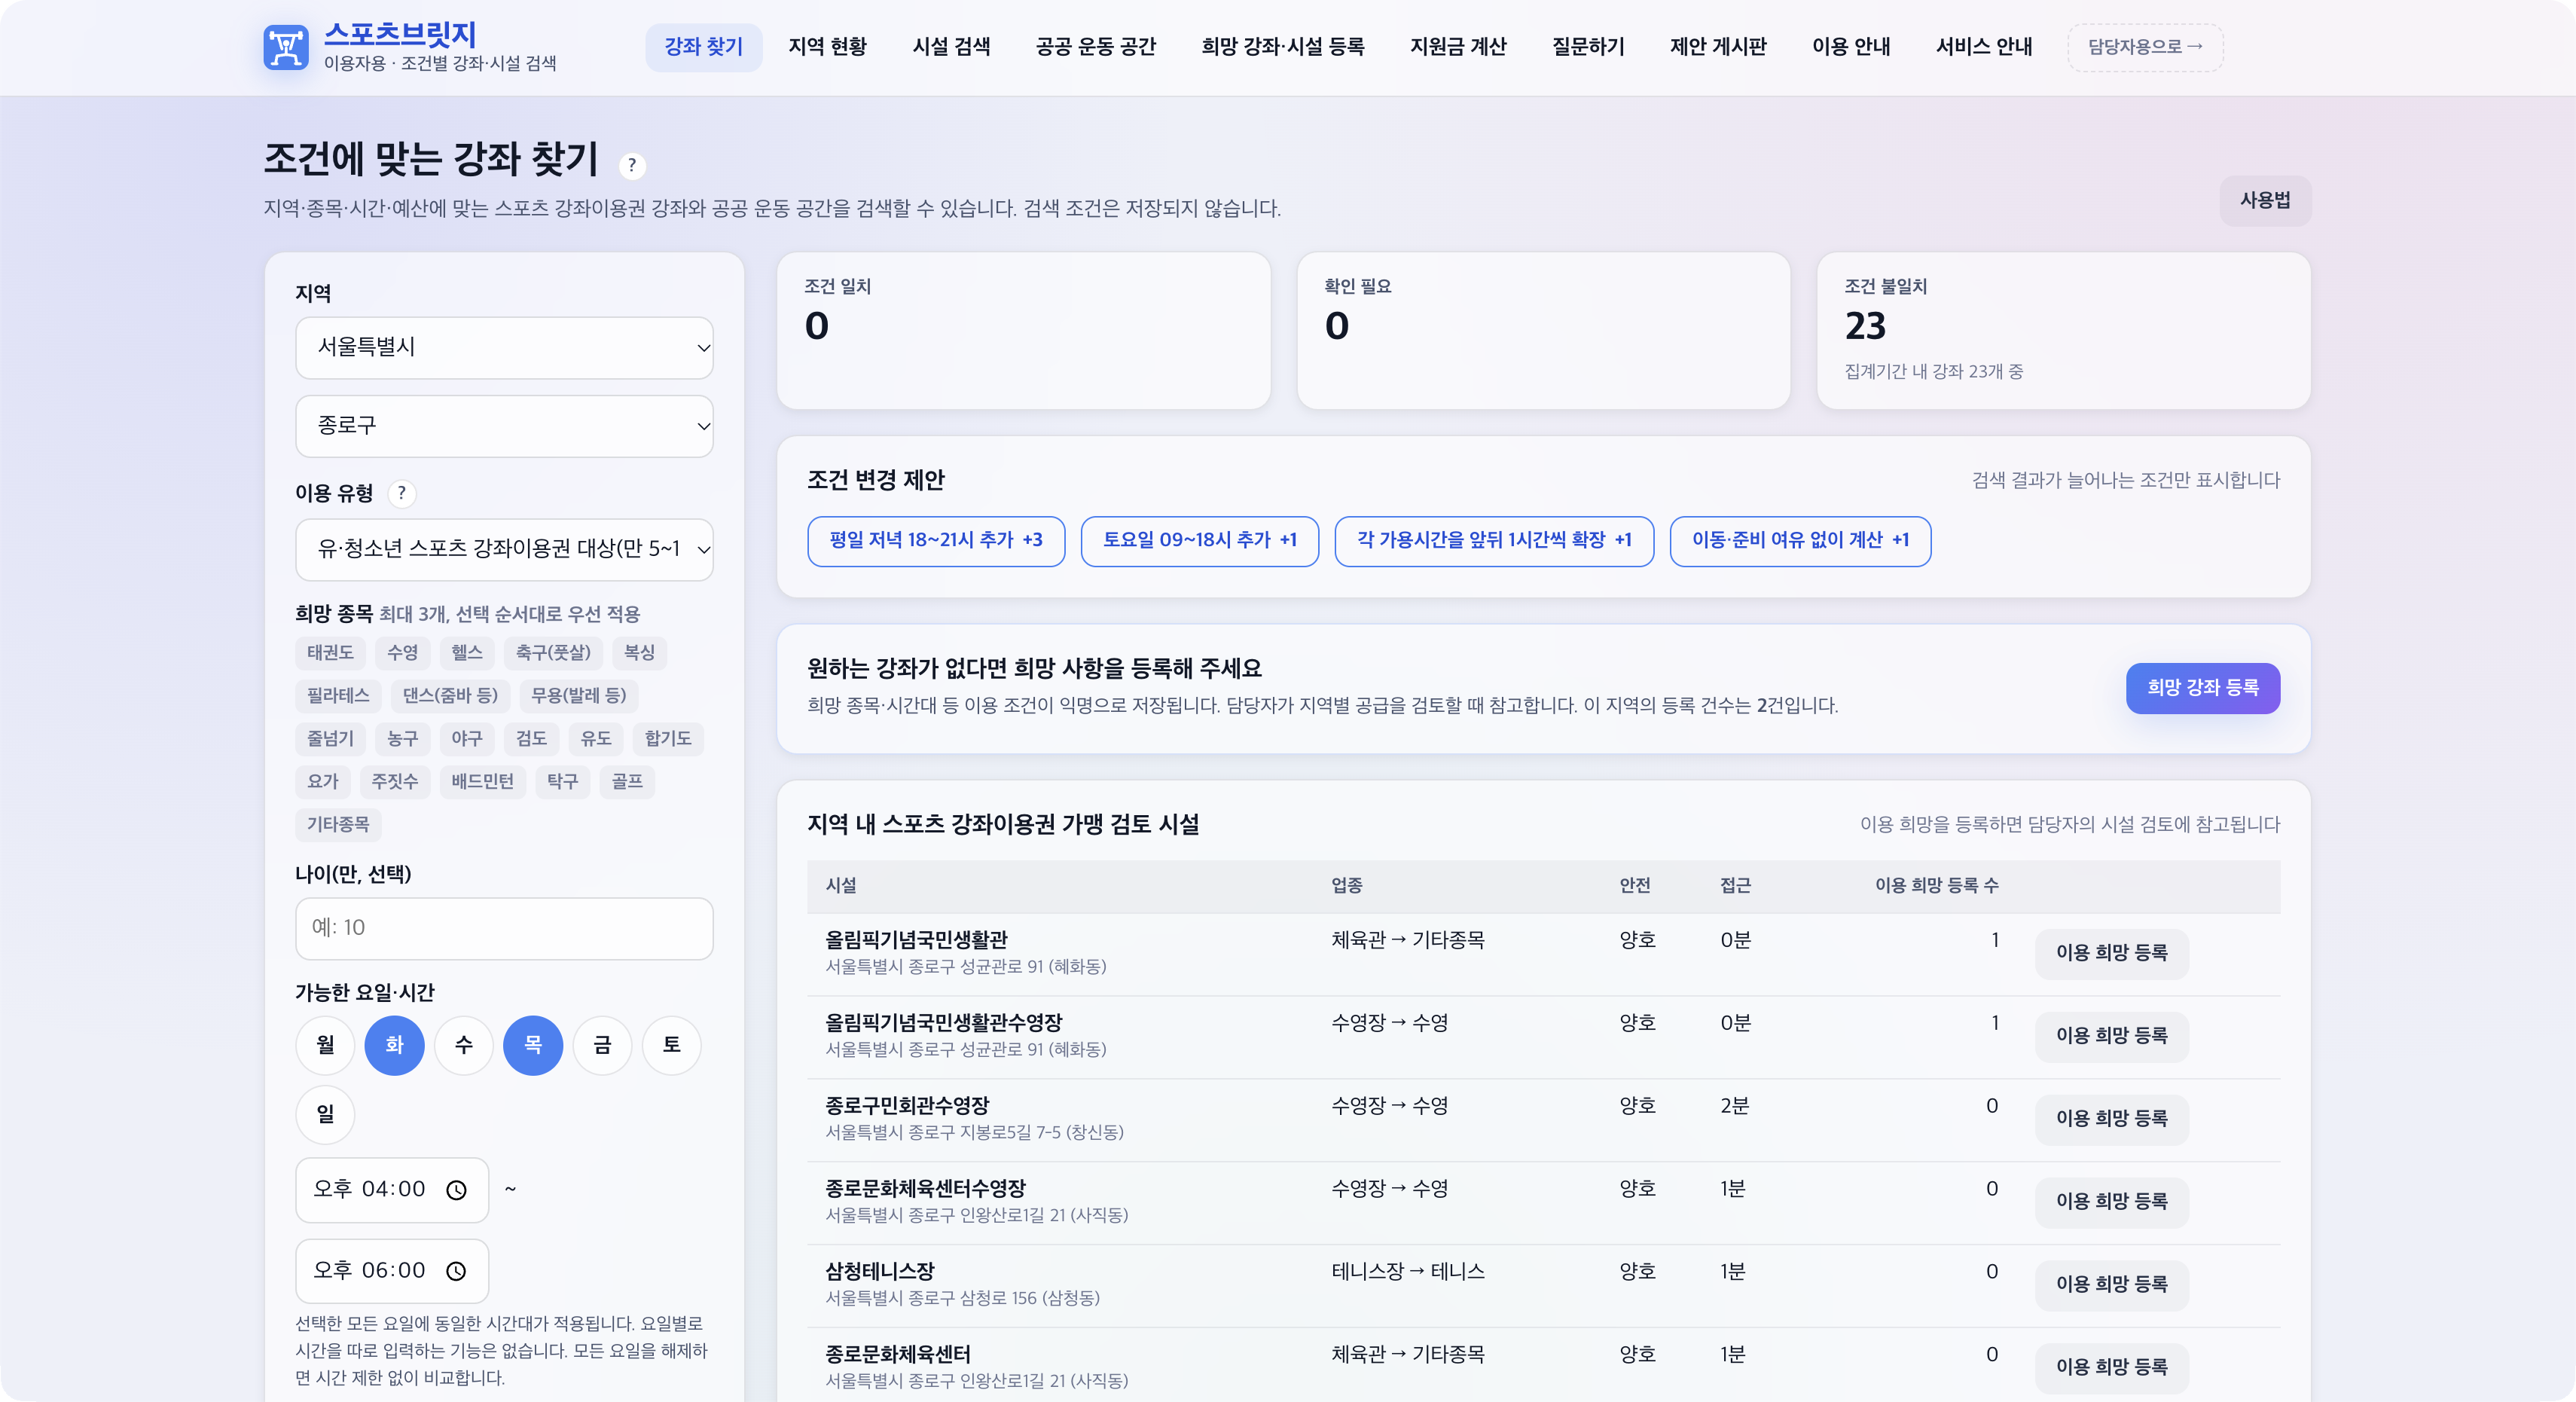 스포츠브릿지
이용자용 · 조건별 강좌·시설 검색
강좌 찾기
지역 현황
시설 검색
공공 운동 공간
희망 강좌·시설 등록
지원금 계산
질문하기
제안 게시판
이용 안내
서비스 안내
담당자용으로 →
조건에 맞는 강좌 찾기 ?
지역·종목·시간·예산에 맞는 스포츠 강좌이용권 강좌와 공공 운동 공간을 검색할 수 있습니다. 검색 조건은 저장되지 않습니다.
사용법
지역
서울특별시
종로구
이용 유형 ?
유·청소년 스포츠 강좌이용권 대상(만 5~1
희망 종목 최대 3개, 선택 순서대로 우선 적용
태권도 수영 헬스 축구(풋살) 복싱
필라테스 댄스(줌바 등) 무용(발레 등)
줄넘기 농구 야구 검도 유도 합기도
요가 주짓수 배드민턴 탁구 골프
기타종목
나이(만, 선택)
예: 10
가능한 요일·시간
월 화 수 목 금 토
일
오후 04:00 ~
오후 06:00
선택한 모든 요일에 동일한 시간대가 적용됩니다. 요일별로
시간을 따로 입력하는 기능은 없습니다. 모든 요일을 해제하
면 시간 제한 없이 비교합니다.
조건 일치
0
확인 필요
0
조건 불일치
23
집계기간 내 강좌 23개 중
조건 변경 제안
검색 결과가 늘어나는 조건만 표시합니다
평일 저녁 18~21시 추가 +3
토요일 09~18시 추가 +1
각 가용시간을 앞뒤 1시간씩 확장 +1
이동·준비 여유 없이 계산 +1
원하는 강좌가 없다면 희망 사항을 등록해 주세요
희망 종목·시간대 등 이용 조건이 익명으로 저장됩니다. 담당자가 지역별 공급을 검토할 때 참고합니다. 이 지역의 등록 건수는 2건입니다.
희망 강좌 등록
지역 내 스포츠 강좌이용권 가맹 검토 시설
이용 희망을 등록하면 담당자의 시설 검토에 참고됩니다
시설 업종 안전 접근 이용 희망 등록 수
올림픽기념국민생활관 체육관 → 기타종목 양호 0분 1 이용 희망 등록
서울특별시 종로구 성균관로 91 (혜화동)
올림픽기념국민생활관수영장 수영장 → 수영 양호 0분 1 이용 희망 등록
서울특별시 종로구 성균관로 91 (혜화동)
종로구민회관수영장 수영장 → 수영 양호 2분 0 이용 희망 등록
서울특별시 종로구 지봉로5길 7-5 (창신동)
종로문화체육센터수영장 수영장 → 수영 양호 1분 0 이용 희망 등록
서울특별시 종로구 인왕산로1길 21 (사직동)
삼청테니스장 테니스장 → 테니스 양호 1분 0 이용 희망 등록
서울특별시 종로구 삼청로 156 (삼청동)
종로문화체육센터 체육관 → 기타종목 양호 1분 0 이용 희망 등록
서울특별시 종로구 인왕산로1길 21 (사직동)